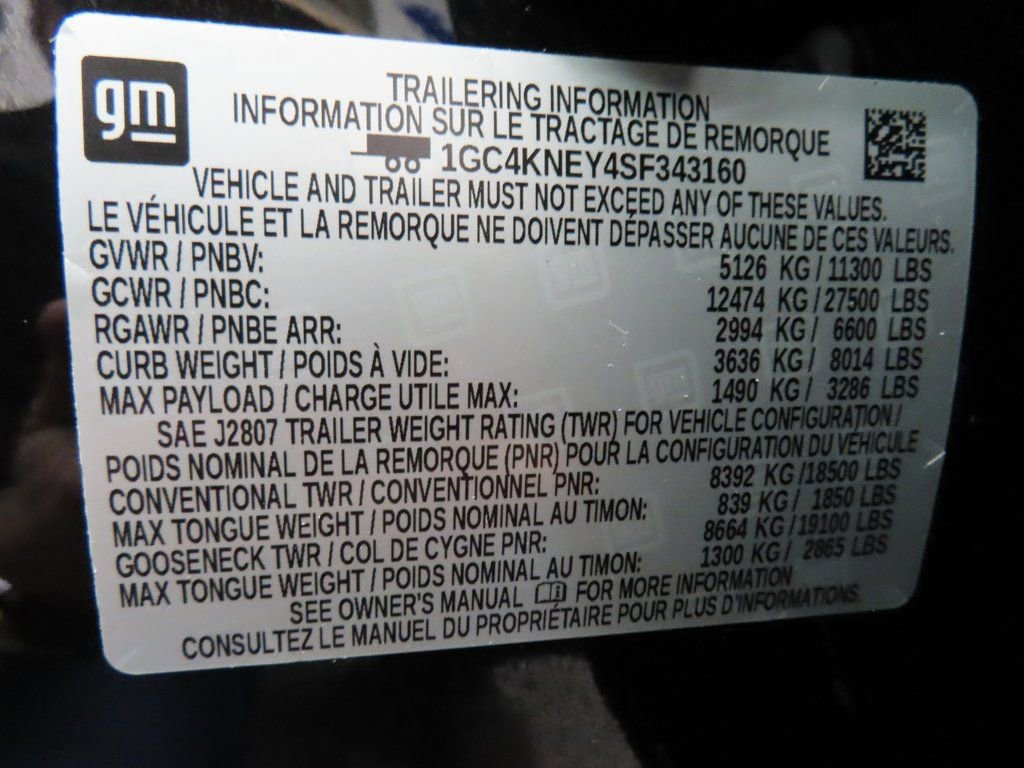 gm
TRAILERING INFORMATION
INFORMATION SUR LE TRACTAGE DE REMORQUE
1GC4KNEY4SF343160
VEHICLE AND TRAILER MUST NOT EXCEED ANY OF THESE VALUES.
LE VÉHICULE ET LA REMORQUE NE DOIVENT DÉPASSER AUCUNE DE CES VALEURS.
GVWR / PNBV: 5126 KG / 11300 LBS
GCWR / PNBC: 12474 KG / 27500 LBS
RGAWR / PNBE ARR: 2994 KG / 6600 LBS
CURB WEIGHT / POIDS À VIDE: 3636 KG / 8014 LBS
MAX PAYLOAD / CHARGE UTILE MAX: 1490 KG / 3286 LBS
SAE J2807 TRAILER WEIGHT RATING (TWR) FOR VEHICLE CONFIGURATION /
POIDS NOMINAL DE LA REMORQUE (PNR) POUR LA CONFIGURATION DU VÉHICULE
CONVENTIONAL TWR / CONVENTIONNEL PNR: 8392 KG /18500 LBS
MAX TONGUE WEIGHT / POIDS NOMINAL AU TIMON: 839 KG / 1850 LBS
GOOSENECK TWR / COL DE CYGNE PNR: 8664 KG /19100 LBS
MAX TONGUE WEIGHT / POIDS NOMINAL AU TIMON: 1300 KG / 2865 LBS
SEE OWNER'S MANUAL FOR MORE INFORMATION
CONSULTEZ LE MANUEL DU PROPRIÉTAIRE POUR PLUS D'INFORMATIONS.